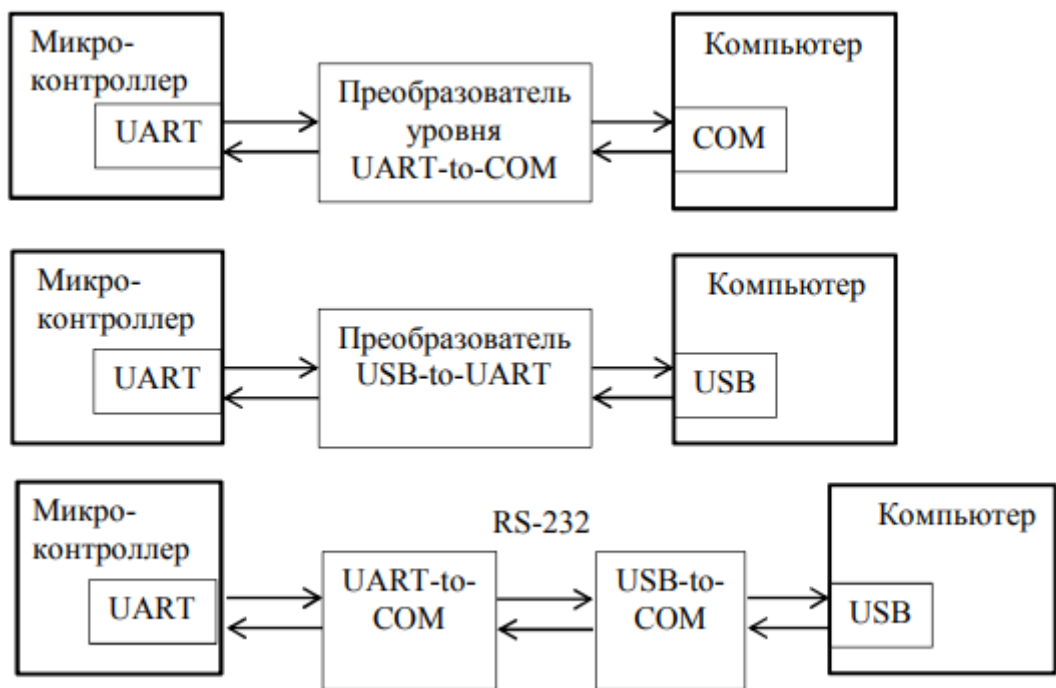 Микро-
контроллер
UART
Преобразователь
уровня
UART-to-COM
Компьютер
COM
Микро-
контроллер
UART
Преобразователь
USB-to-UART
Компьютер
USB
Микро-
контроллер
UART
UART-to-
COM
RS-232
USB-to-
COM
Компьютер
USB